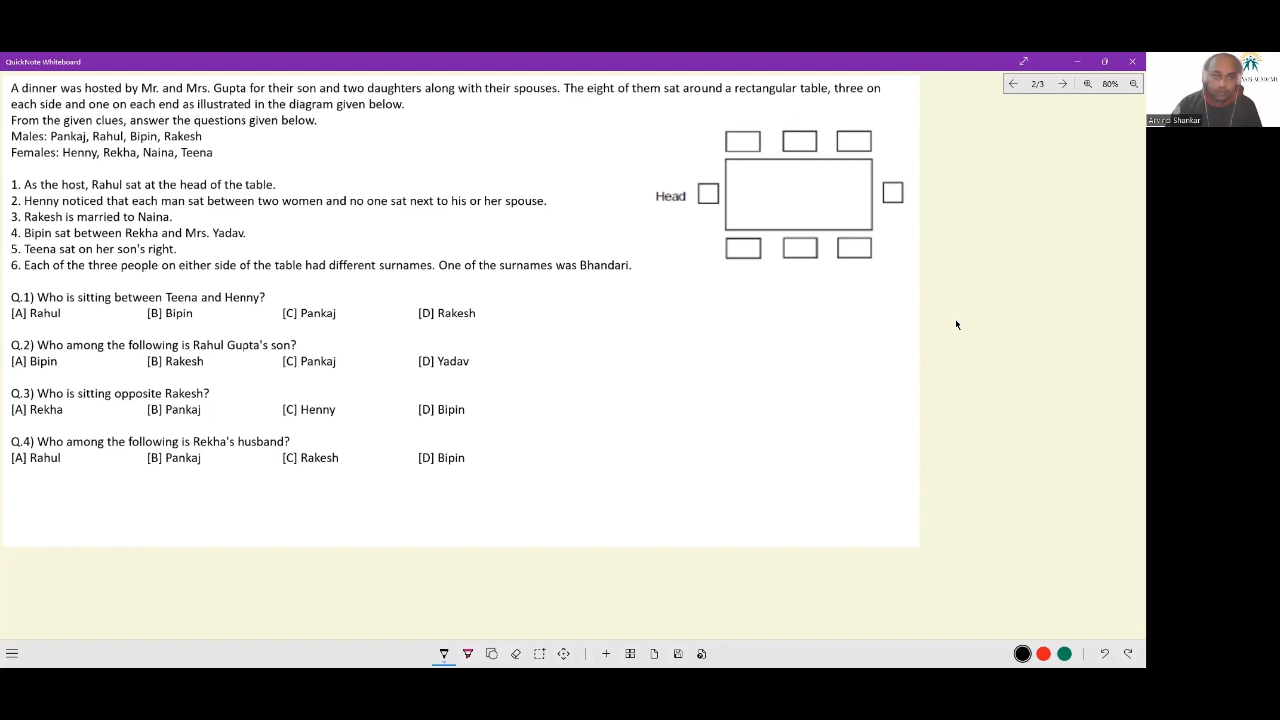 QuickNote Whiteboard
2/3
80%
Arvind Shankar
A dinner was hosted by Mr. and Mrs. Gupta for their son and two daughters along with their spouses. The eight of them sat around a rectangular table, three on
each side and one on each end as illustrated in the diagram given below.
From the given clues, answer the questions given below.
Males: Pankaj, Rahul, Bipin, Rakesh
Females: Henny, Rekha, Naina, Teena
Head
1. As the host, Rahul sat at the head of the table.
2. Henny noticed that each man sat between two women and no one sat next to his or her spouse.
3. Rakesh is married to Naina.
4. Bipin sat between Rekha and Mrs. Yadav.
5. Teena sat on her son's right.
6. Each of the three people on either side of the table had different surnames. One of the surnames was Bhandari.
Q.1) Who is sitting between Teena and Henny?
[A] Rahul [B] Bipin [C] Pankaj [D] Rakesh
Q.2) Who among the following is Rahul Gupta's son?
[A] Bipin [B] Rakesh [C] Pankaj [D] Yadav
Q.3) Who is sitting opposite Rakesh?
[A] Rekha [B] Pankaj [C] Henny [D] Bipin
Q.4) Who among the following is Rekha's husband?
[A] Rahul [B] Pankaj [C] Rakesh [D] Bipin